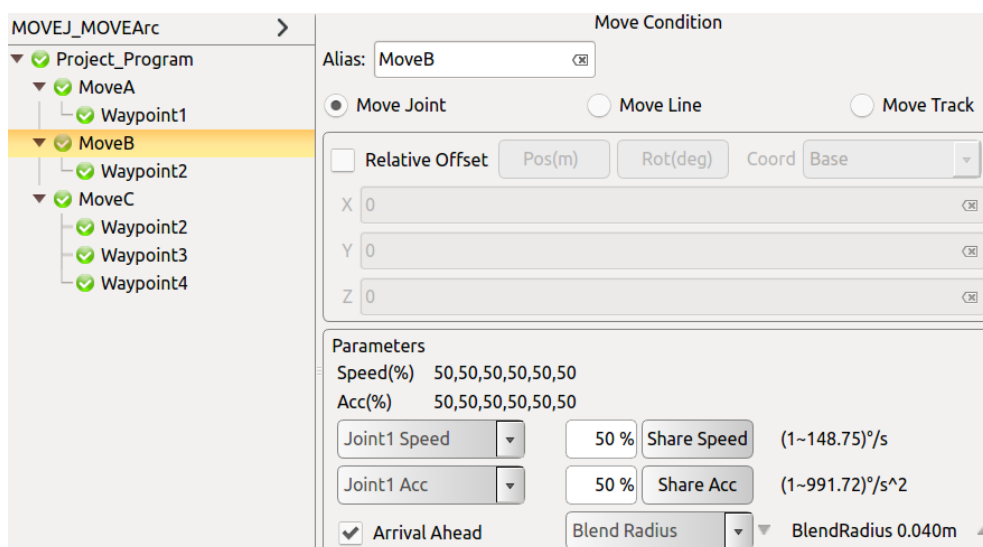 MOVEJ_MOVEArc
Project_Program
MoveA
Waypoint1
MoveB
Waypoint2
MoveC
Waypoint2
Waypoint3
Waypoint4
Move Condition
Alias: MoveB
Move Joint Move Line Move Track
Relative Offset Pos(m) Rot(deg) Coord Base
X 0
Y 0
Z 0
Parameters
Speed(%) 50,50,50,50,50,50
Acc(%) 50,50,50,50,50,50
Joint1 Speed 50 % Share Speed (1~148.75)°/s
Joint1 Acc 50 % Share Acc (1~991.72)°/s^2
Arrival Ahead Blend Radius BlendRadius 0.040m